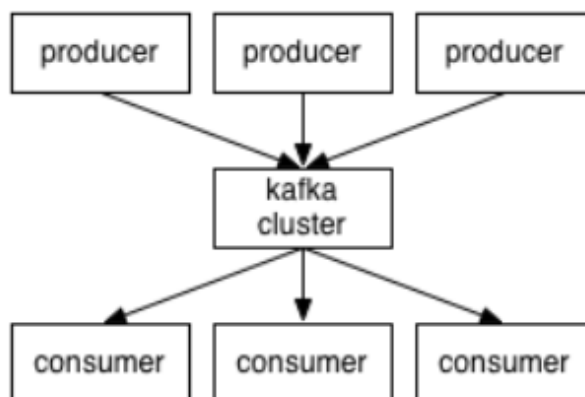 producer
producer
producer
kafka
cluster
consumer
consumer
consumer